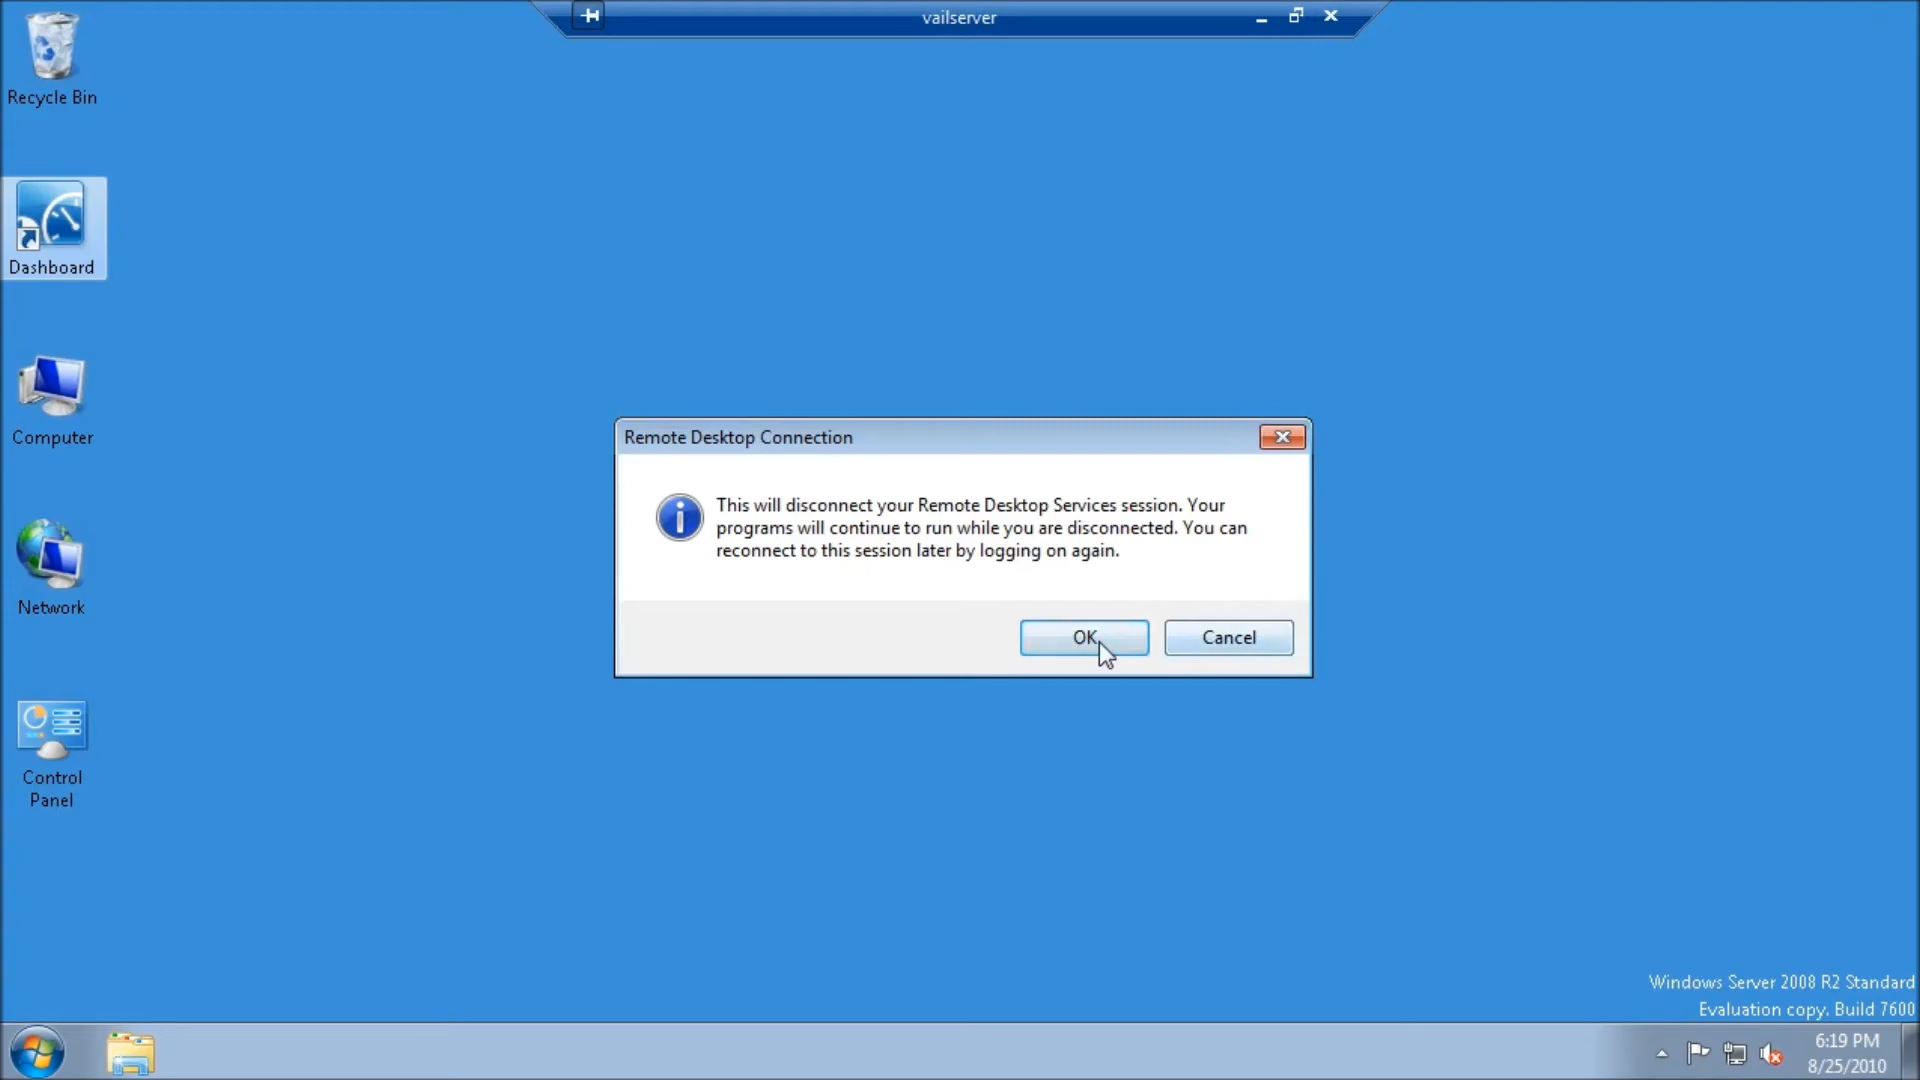 vailserver
Recycle Bin
Dashboard
Computer
Network
Control
Panel
Remote Desktop Connection
This will disconnect your Remote Desktop Services session. Your
programs will continue to run while you are disconnected. You can
reconnect to this session later by logging on again.
OK
Cancel
Windows Server 2008 R2 Standard
Evaluation copy. Build 7600
6:19 PM
8/25/2010